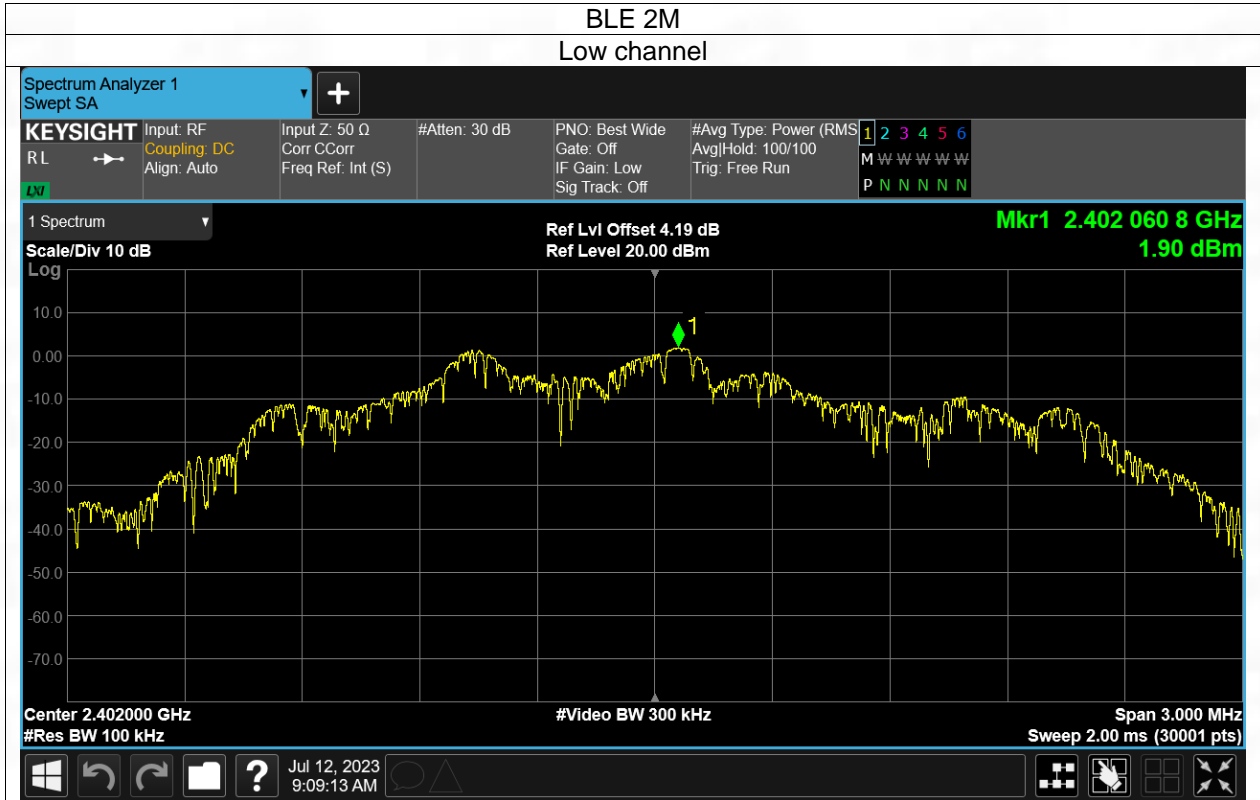 BLE 2M
Low channel
Spectrum Analyzer 1
Swept SA
KEYSIGHT
RL
LXI
Input: RF
Coupling: DC
Align: Auto
Input Z: 50 Ω
Corr CCorr
Freq Ref: Int (S)
#Atten: 30 dB
PNO: Best Wide
Gate: Off
IF Gain: Low
Sig Track: Off
#Avg Type: Power (RMS
Avg|Hold: 100/100
Trig: Free Run
1 2 3 4 5 6
M W W W W W
P N N N N N
1 Spectrum
Scale/Div 10 dB
Ref Lvl Offset 4.19 dB
Ref Level 20.00 dBm
Mkr1 2.402 060 8 GHz
1.90 dBm
Log
1
10.0
0.00
-10.0
-20.0
-30.0
-40.0
-50.0
-60.0
-70.0
Center 2.402000 GHz
#Video BW 300 kHz
Span 3.000 MHz
#Res BW 100 kHz
Sweep 2.00 ms (30001 pts)
?
Jul 12, 2023
9:09:13 AM